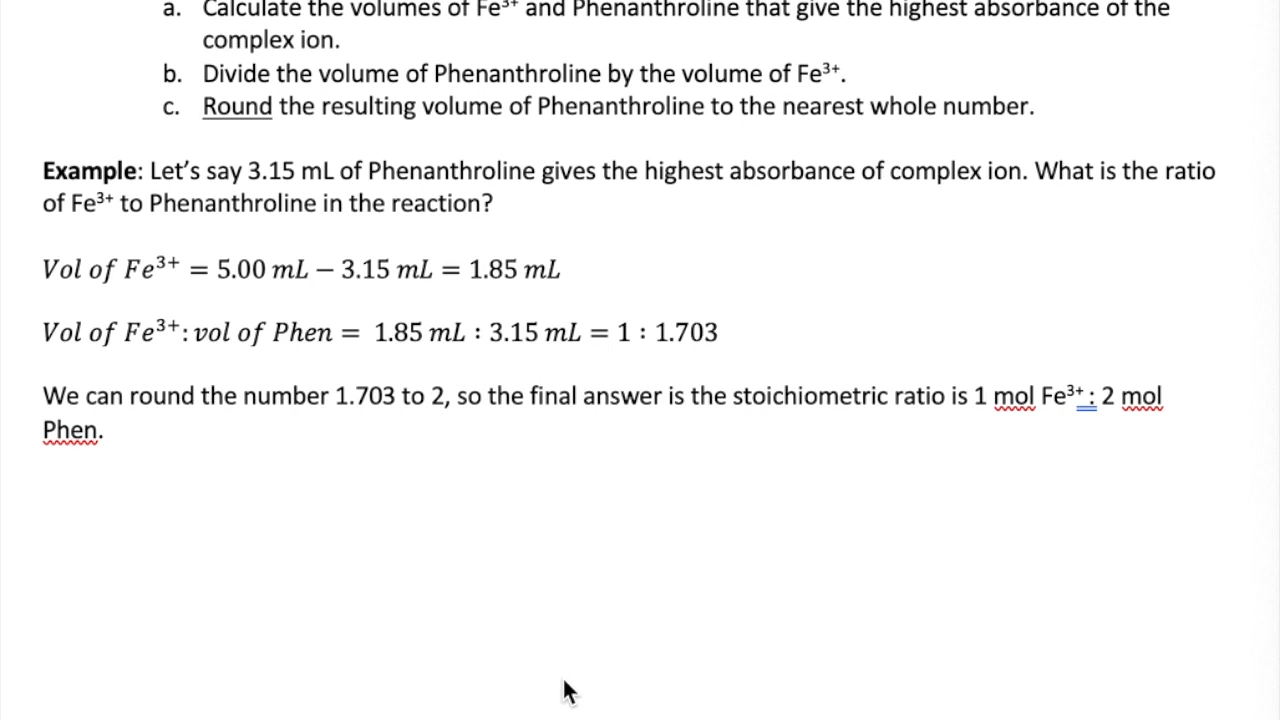 a. Calculate the volumes of Fe³⁺ and Phenanthroline that give the highest absorbance of the
complex ion.
b. Divide the volume of Phenanthroline by the volume of Fe³⁺.
c. Round the resulting volume of Phenanthroline to the nearest whole number.
Example: Let’s say 3.15 mL of Phenanthroline gives the highest absorbance of complex ion. What is the ratio
of Fe³⁺ to Phenanthroline in the reaction?
Vol of Fe³⁺ = 5.00 mL − 3.15 mL = 1.85 mL
Vol of Fe³⁺: vol of Phen = 1.85 mL : 3.15 mL = 1 : 1.703
We can round the number 1.703 to 2, so the final answer is the stoichiometric ratio is 1 mol Fe³⁺ : 2 mol
Phen.